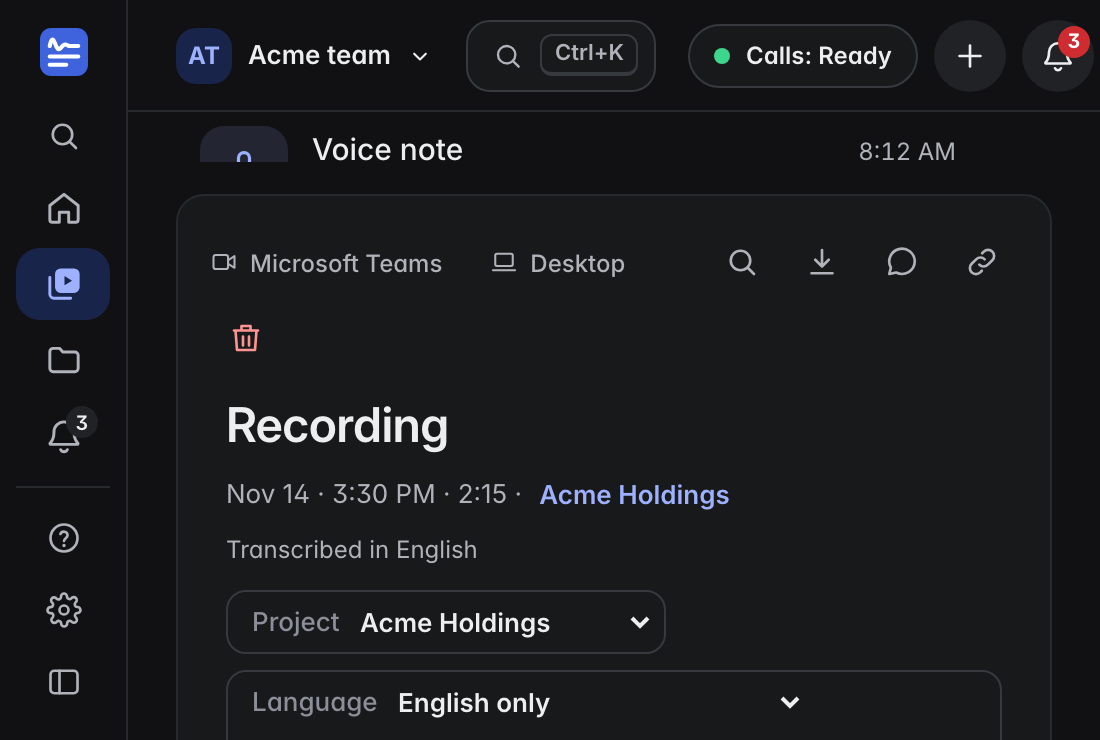 AT Acme team Ctrl+K Calls: Ready 3
Voice note 8:12 AM
Microsoft Teams Desktop
Recording
Nov 14 · 3:30 PM · 2:15 · Acme Holdings
3
Transcribed in English
Project Acme Holdings
Language English only